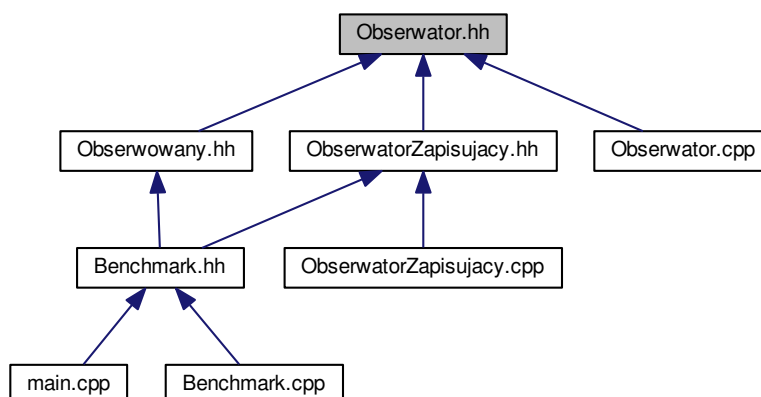 Obserwator.hh
Obserwowany.hh
ObserwatorZapisujacy.hh
Obserwator.cpp
Benchmark.hh
ObserwatorZapisujacy.cpp
main.cpp
Benchmark.cpp